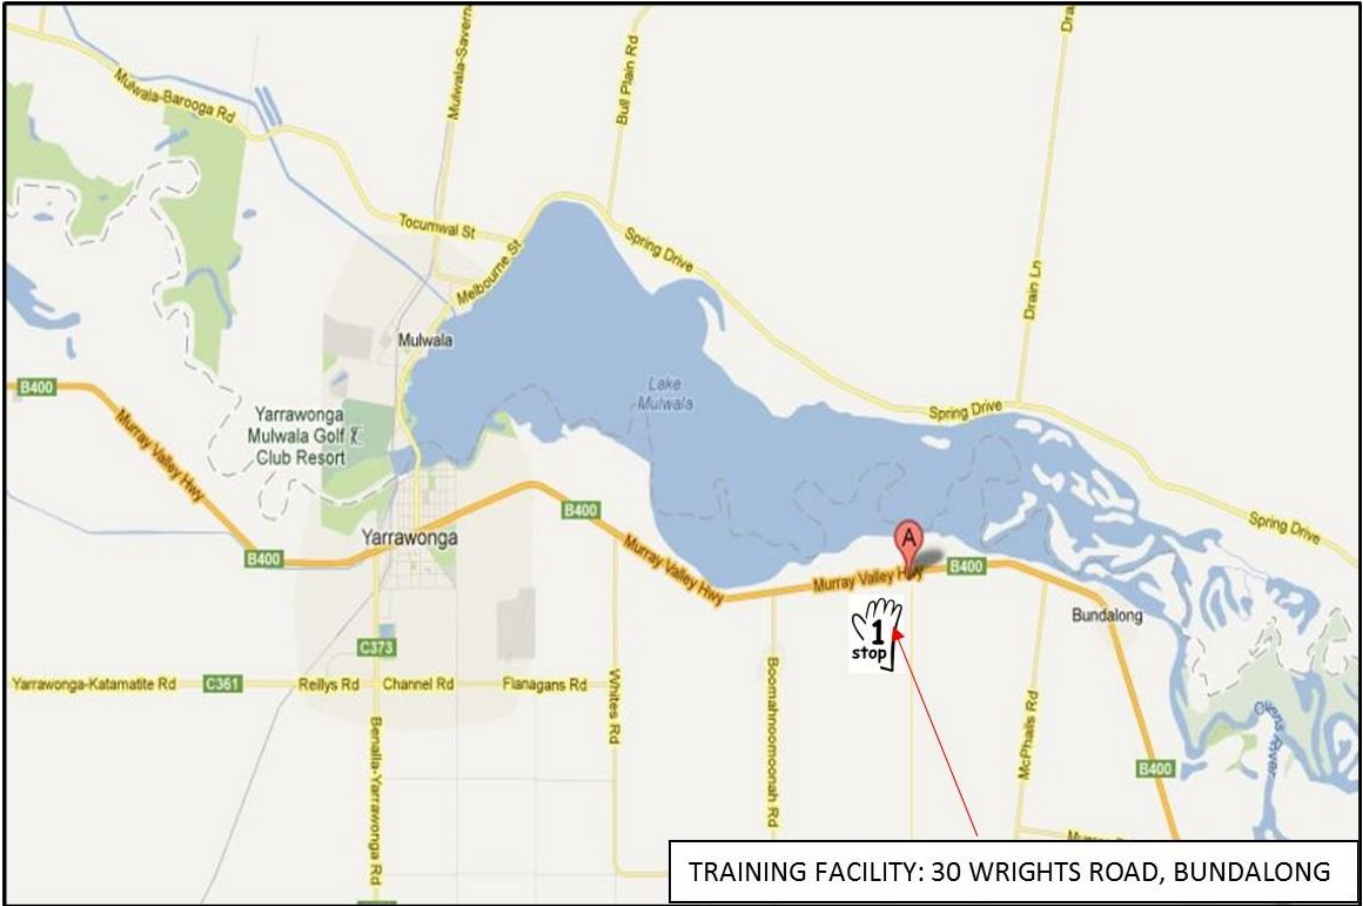 Mulwala-Savern
Bull Plain Rd
Dra
Mulwala-Barooga Rd
Tocumwal St
Melbourne St
Spring Drive
Drain Ln
Mulwala
Lake
Mulwala
B400
Yarrawonga
Mulwala Golf
Club Resort
Murray Valley Hwy
Spring Drive
Spring Drive
B400
Yarrawonga
B400
Murray Valley Hwy
A
Murray Valley Hwy
B400
Bundalong
1
stop
C373
Yarrawonga-Katamatite Rd
C361
Reillys Rd
Channel Rd
Flanagans Rd
Whites Rd
Boomahnoomoonah Rd
McPhails Rd
Ovens River
B400
Benalla-Yarrawonga Rd
TRAINING FACILITY: 30 WRIGHTS ROAD, BUNDALONG